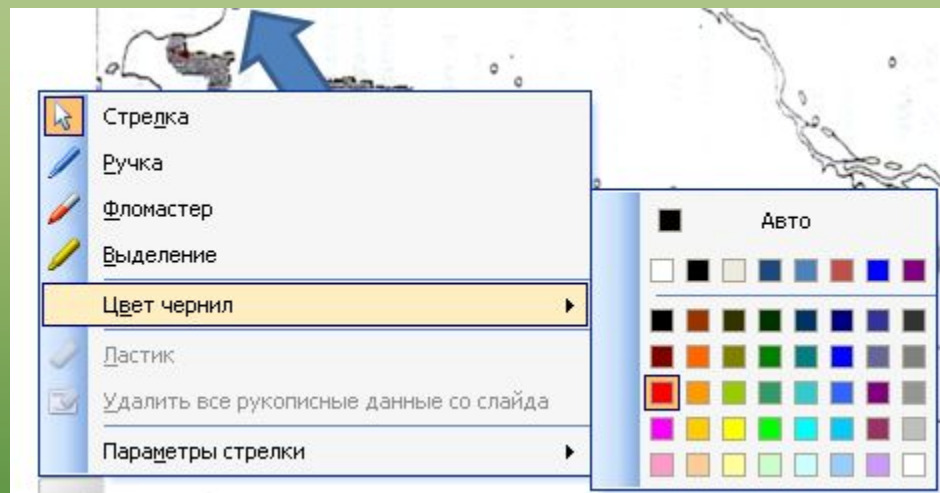 Стрелка
Ручка
Фломастер
Выделение
Цвет чернил
Авто
Ластик
Удалить все рукописные данные со слайда
Параметры стрелки